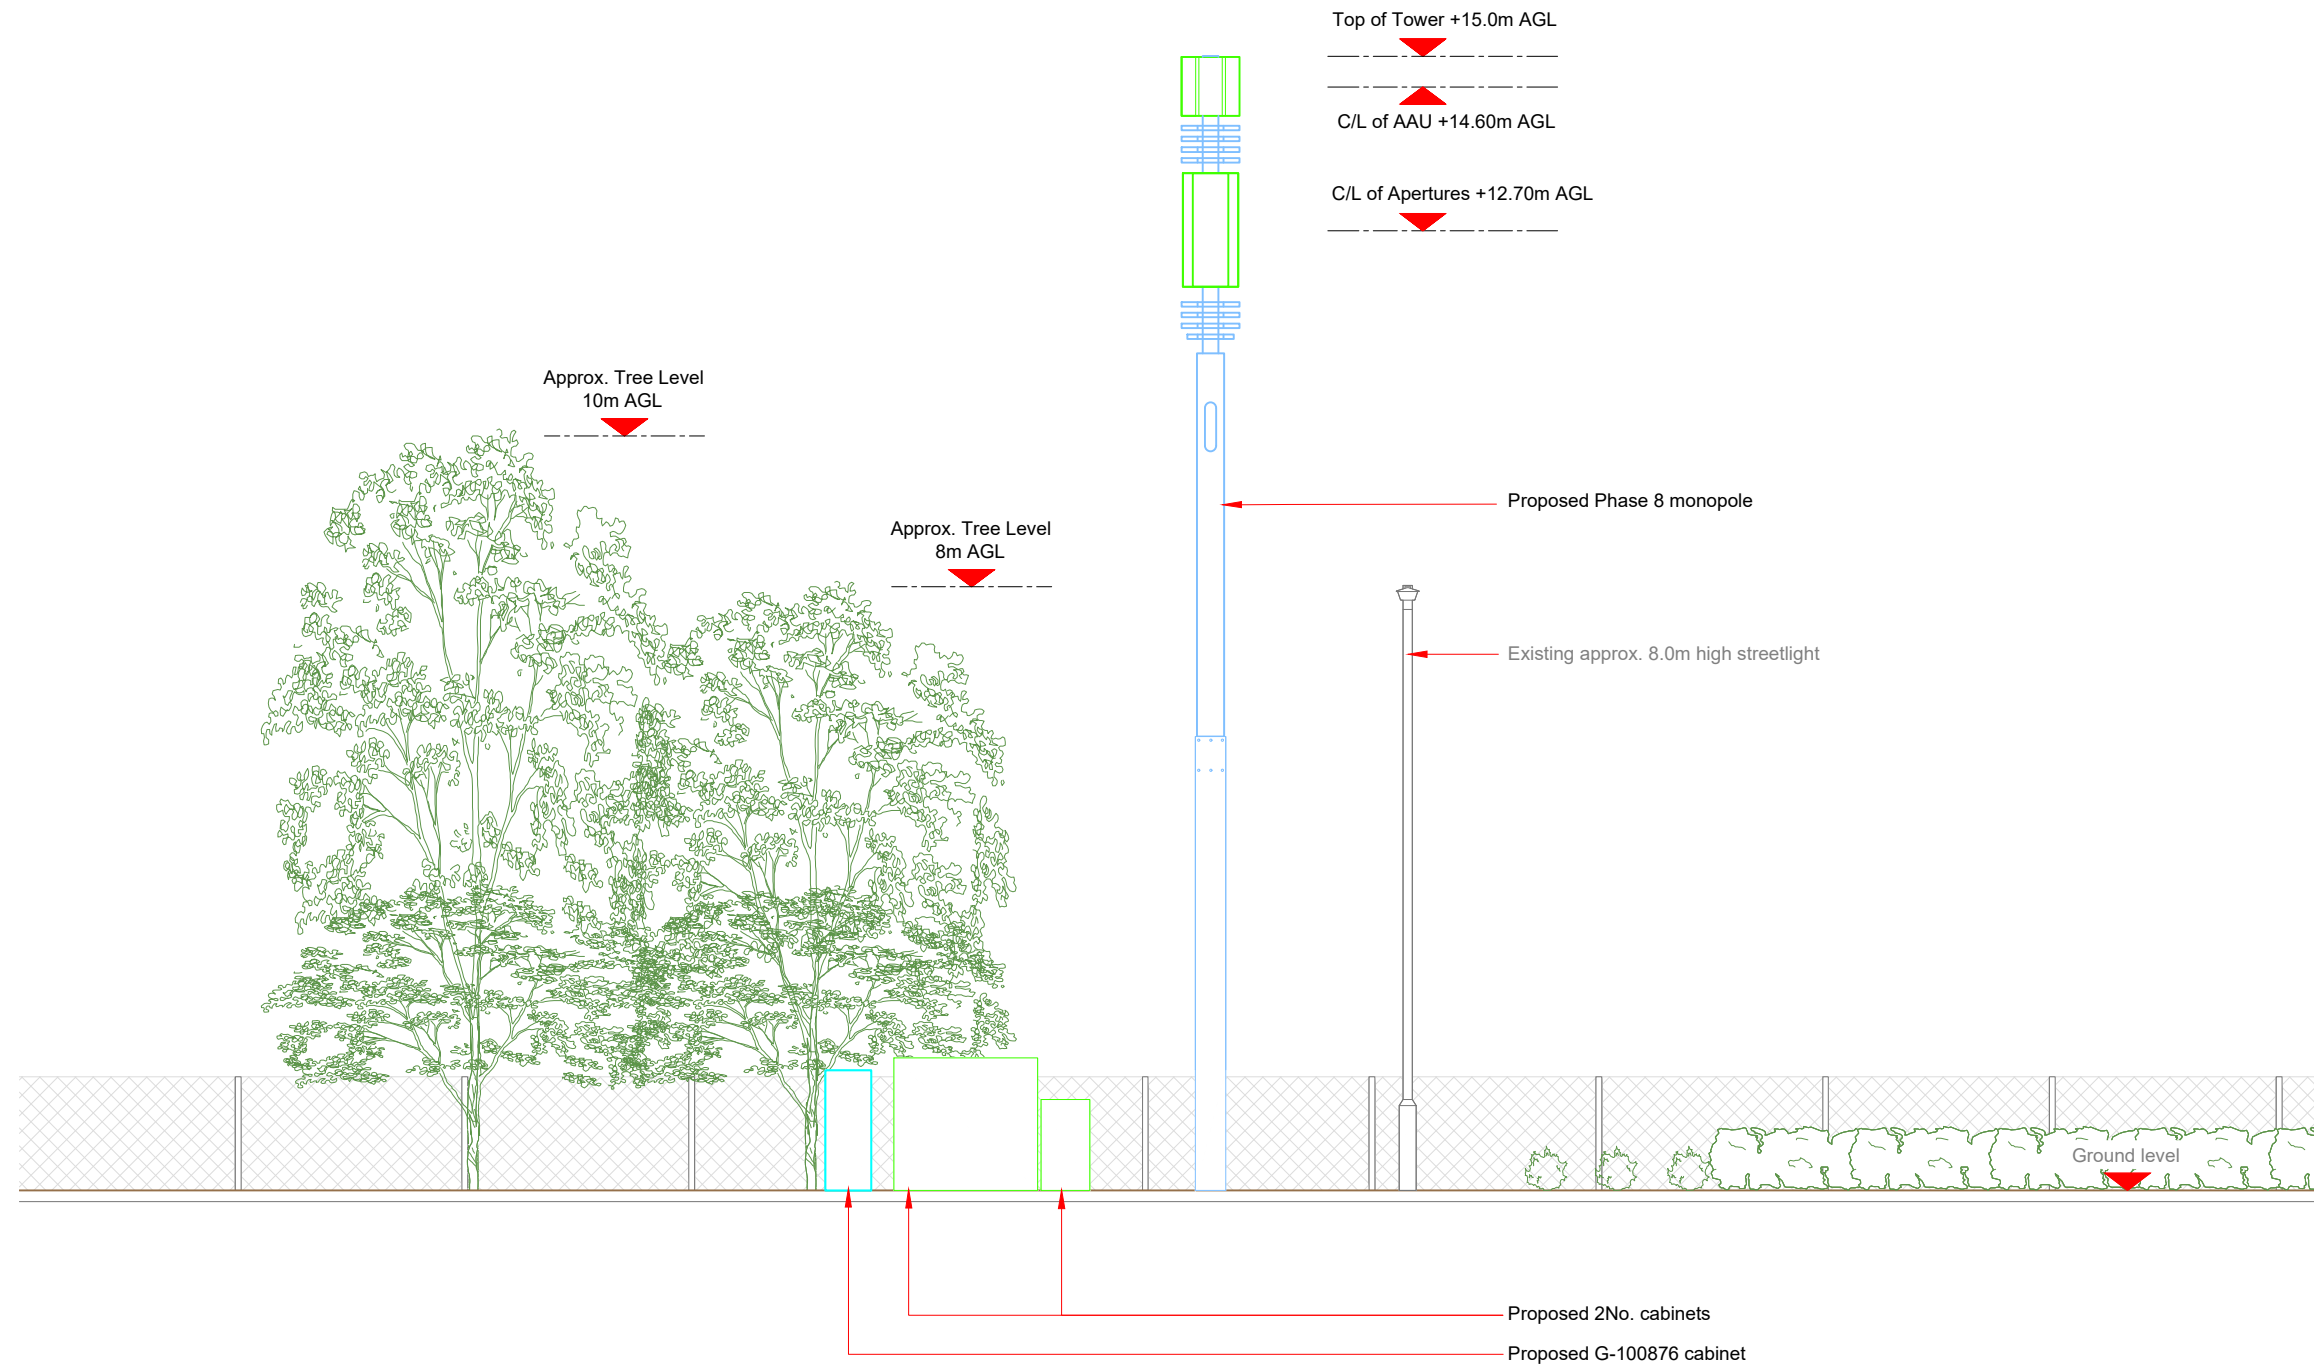 Top of Tower +15.0m AGL
C/L of AAU +14.60m AGL
C/L of Apertures +12.70m AGL
Approx. Tree Level
10m AGL
Approx. Tree Level
8m AGL
Proposed Phase 8 monopole
Existing approx. 8.0m high streetlight
Ground level
Proposed 2No. cabinets
Proposed G-100876 cabinet